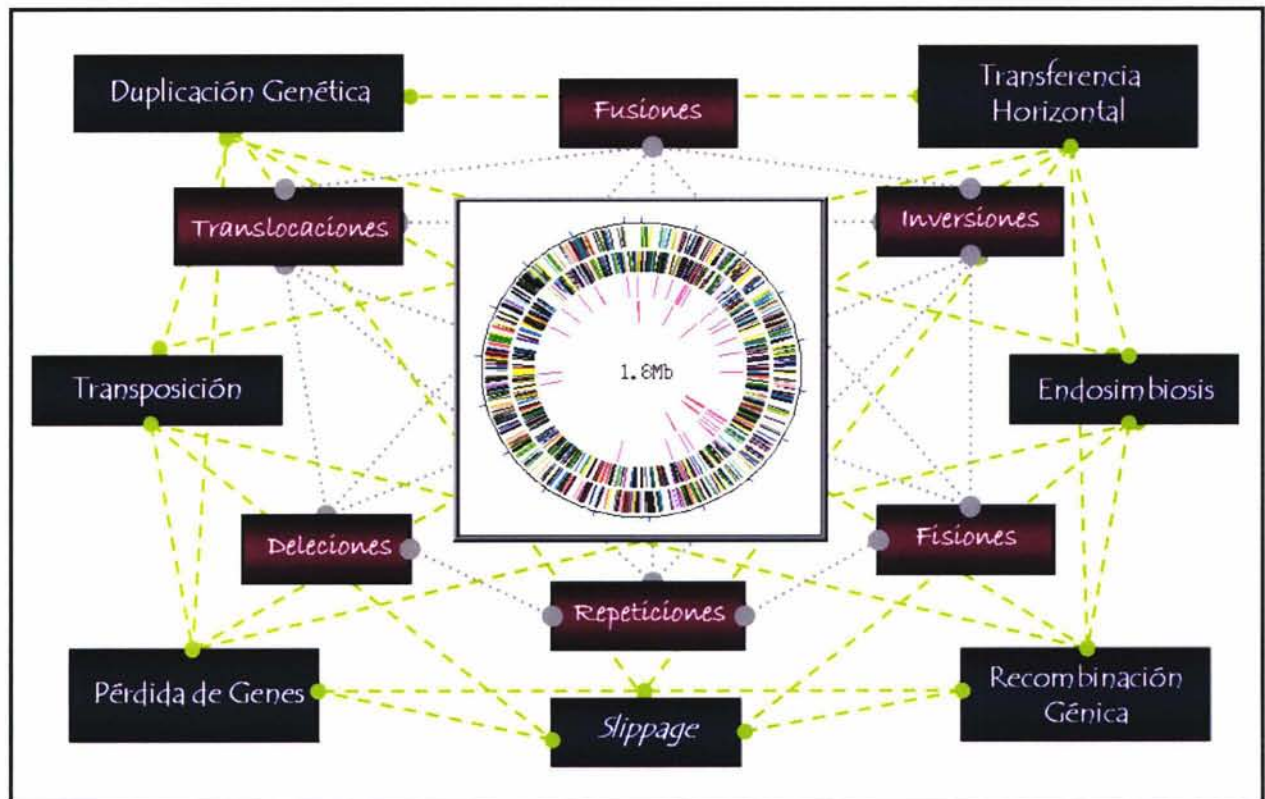 Duplicación Genética
Fusiones
Transferencia
Horizontal
Translocaciones
Inversiones
1.8Mb
Transposición
Endosimbiosis
Deleciones
Fisiones
Repeticiones
Pérdida de Genes
Slippage
Recombinación
Génica